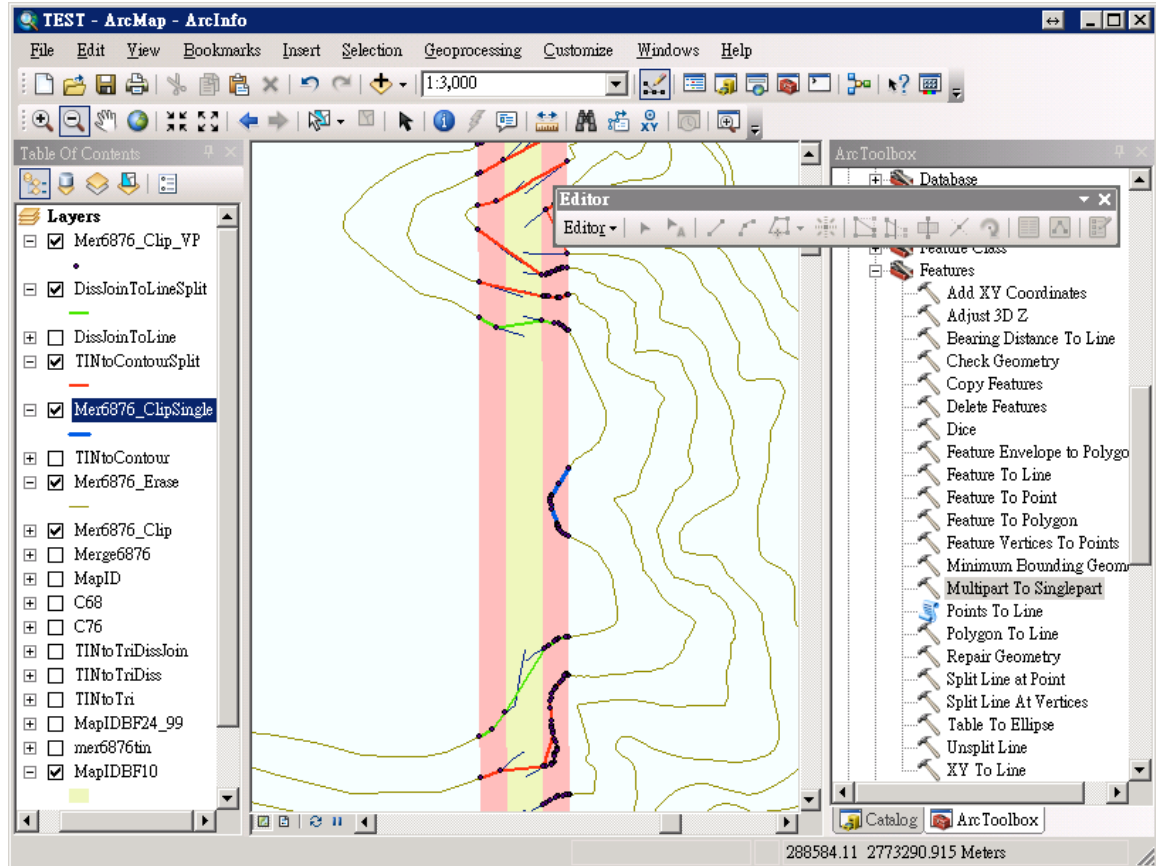 TEST - ArcMap - ArcInfo
File Edit View Bookmarks Insert Selection Geoprocessing Customize Windows Help
1:3,000
Table Of Contents
Layers
Mer6876_Clip_VP
DissJoinToLineSplit
DissJoinToLine
TINtoContourSplit
Mer6876_ClipSingle
TINtoContour
Mer6876_Erase
Mer6876_Clip
Merge6876
MapID
C68
C76
TINtoTriDissJoin
TINtoTriDiss
TINtoTri
MapIDBF24_99
mer6876tin
MapIDBF10
Editor
Editor
ArcToolbox
Database
Feature Class
Features
Add XY Coordinates
Adjust 3D Z
Bearing Distance To Line
Check Geometry
Copy Features
Delete Features
Dice
Feature Envelope to Polygo
Feature To Line
Feature To Point
Feature To Polygon
Feature Vertices To Points
Minimum Bounding Geom
Multipart To Singlepart
Points To Line
Polygon To Line
Repair Geometry
Split Line at Point
Split Line At Vertices
Table To Ellipse
Unsplit Line
XY To Line
Catalog ArcToolbox
288584.11 2773290.915 Meters